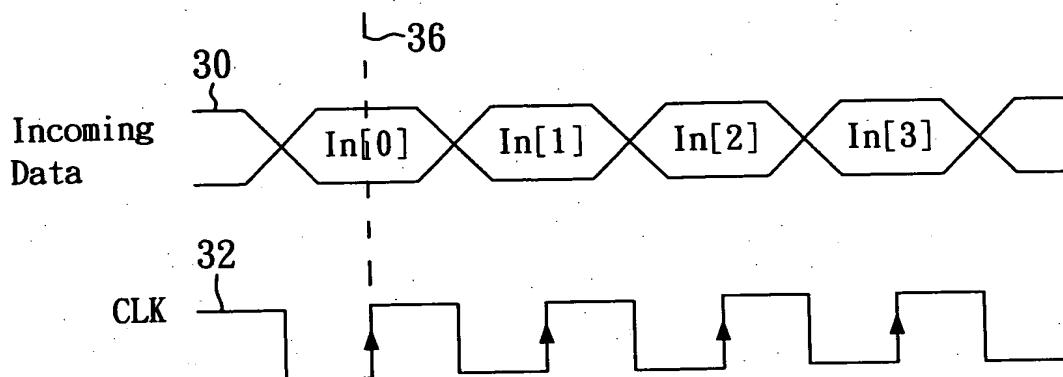 36
30
Incoming
Data
In[0] In[1] In[2] In[3]
32
CLK